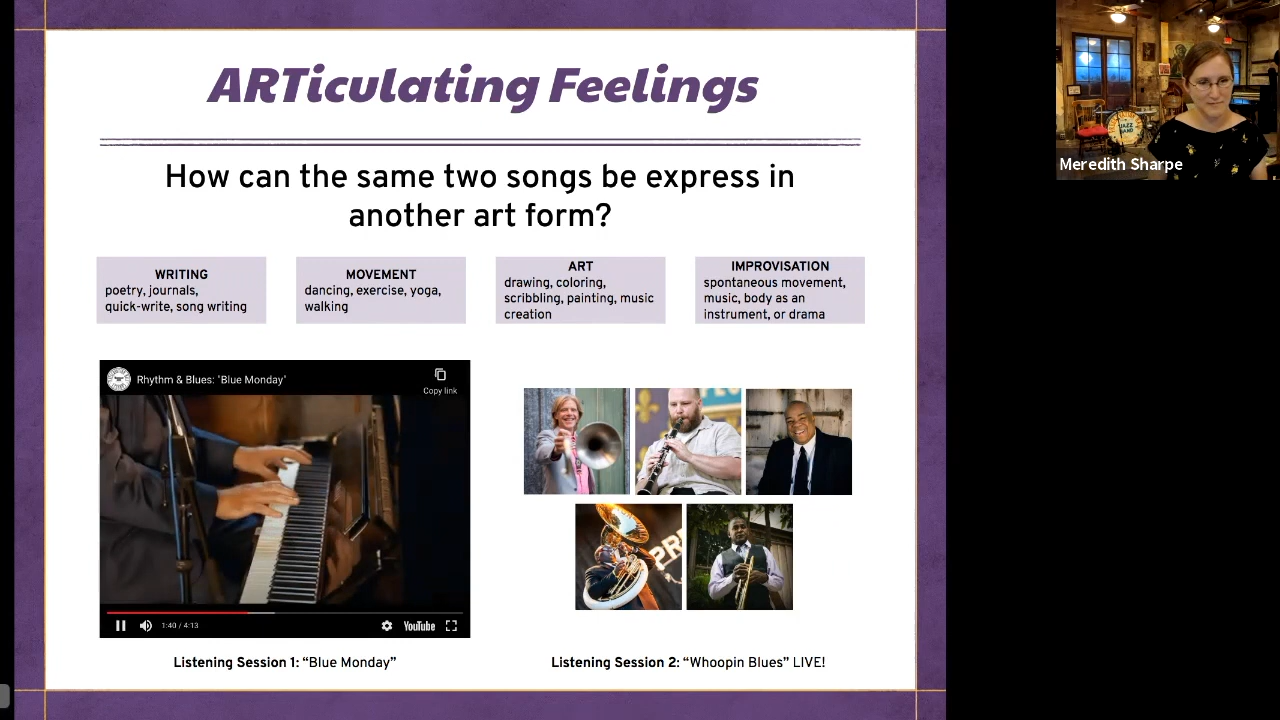 ARTiculating Feelings
How can the same two songs be express in
another art form?
WRITING
poetry, journals,
quick-write, song writing
MOVEMENT
dancing, exercise, yoga,
walking
ART
drawing, coloring,
scribbling, painting, music
creation
IMPROVISATION
spontaneous movement,
music, body as an
instrument, or drama
Rhythm & Blues: 'Blue Monday'
Copy link
1:40 / 4:13
YouTube
Listening Session 1: “Blue Monday”
Listening Session 2: “Whoopin Blues” LIVE!
JAZZ
BAND
Meredith Sharpe